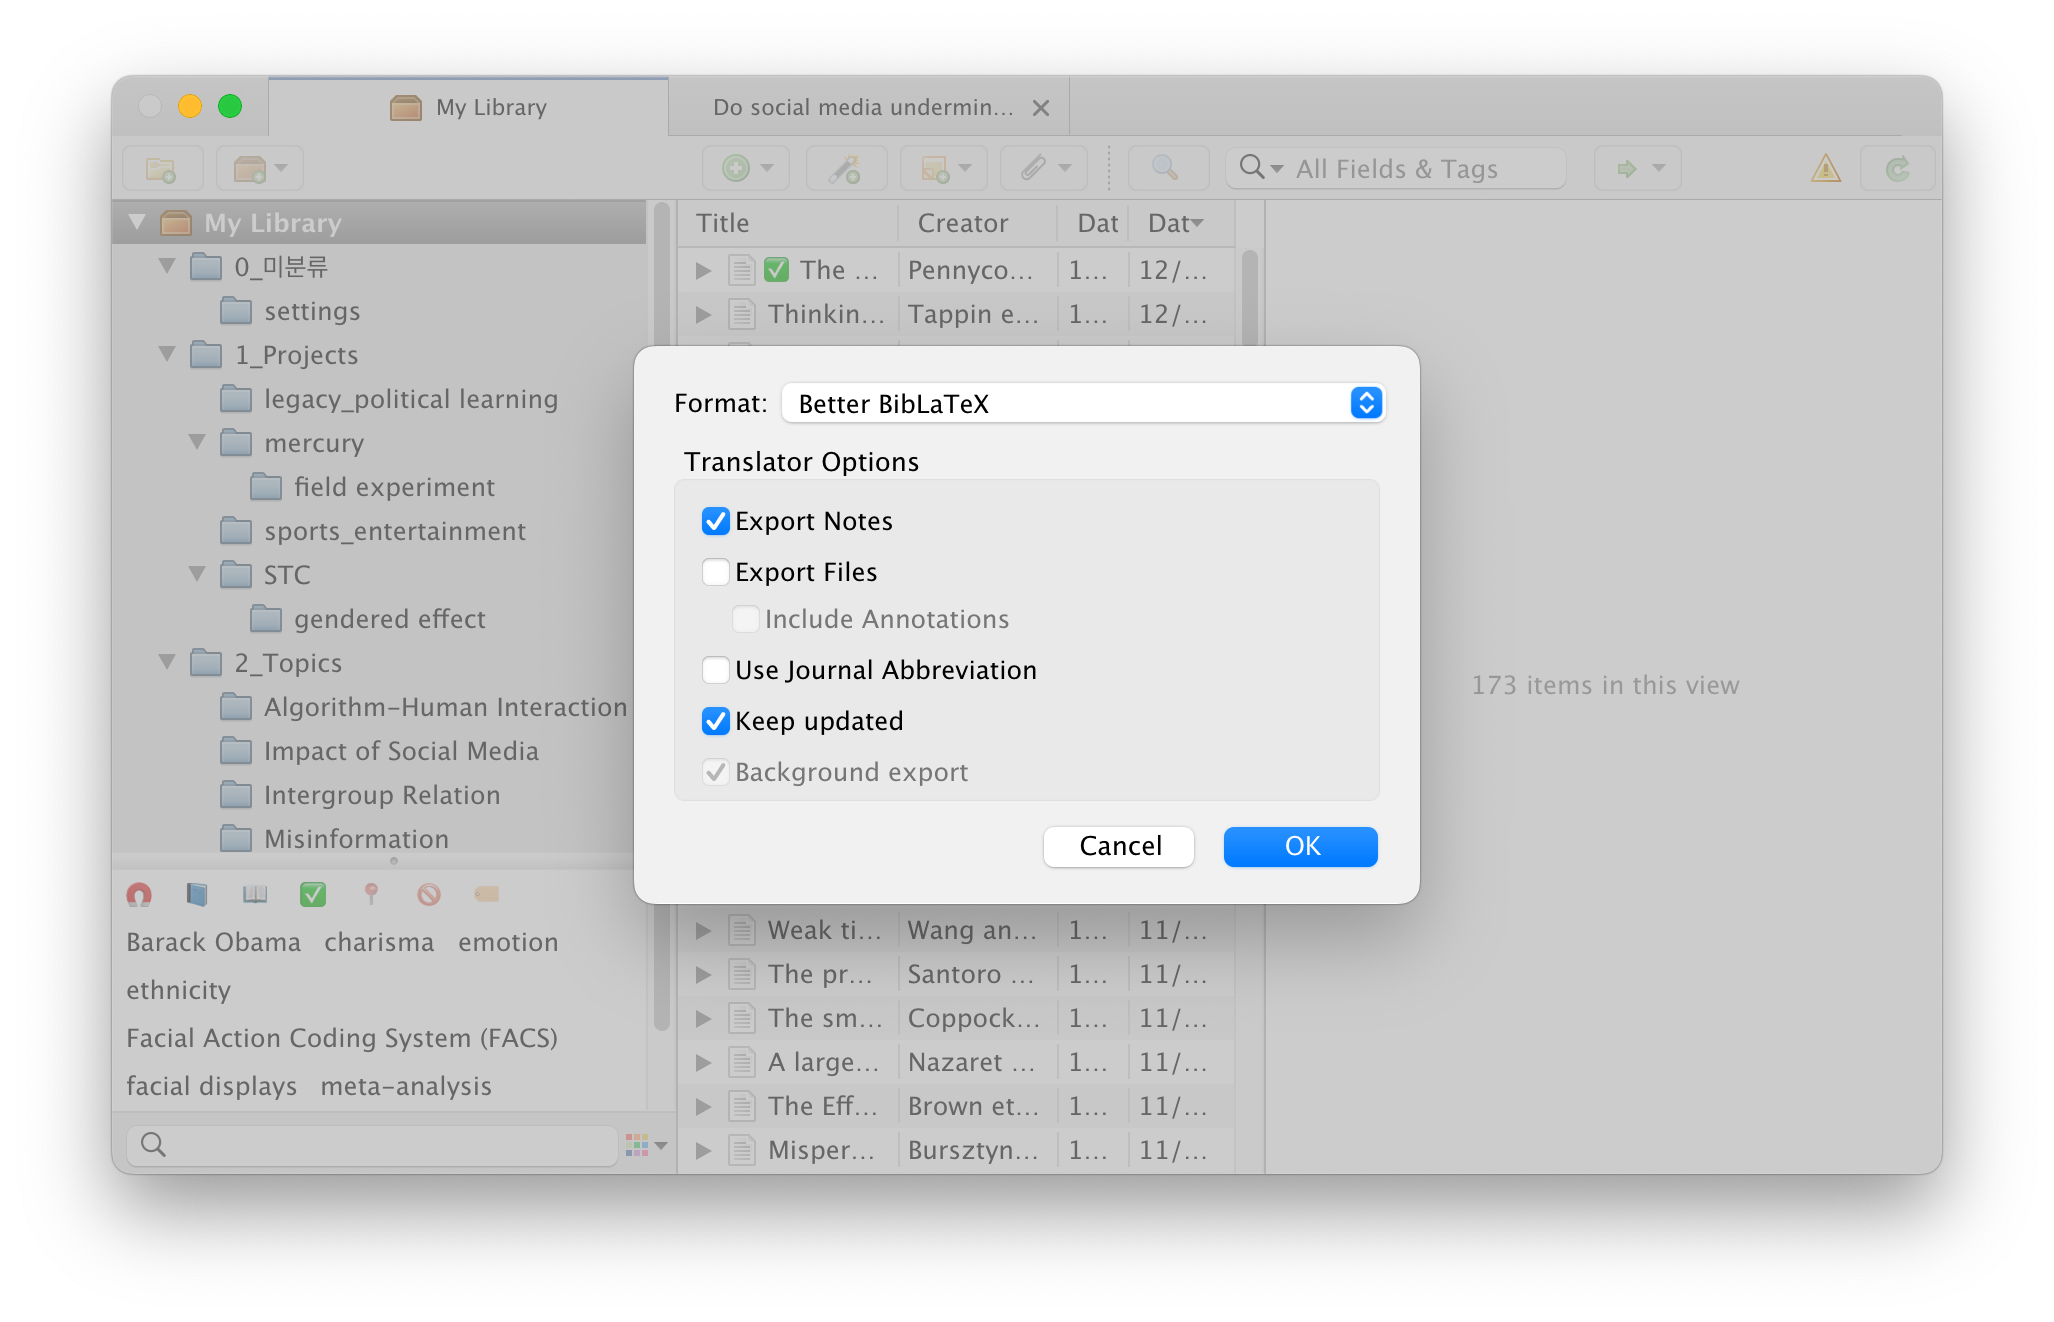 My Library
Do social media undermin...
All Fields & Tags
My Library
0_미분류
settings
1_Projects
legacy_political learning
mercury
field experiment
sports_entertainment
STC
gendered effect
2_Topics
Algorithm-Human Interaction
Impact of Social Media
Intergroup Relation
Misinformation
Barack Obama charisma emotion
ethnicity
Facial Action Coding System (FACS)
facial displays meta-analysis
Title Creator Dat Dat
The ... Pennyco... 1... 12/...
Thinkin... Tappin e... 1... 12/...
Format: Better BibLaTeX
Translator Options
Export Notes
Export Files
Include Annotations
Use Journal Abbreviation
Keep updated
Background export
Cancel OK
Weak ti... Wang an... 1... 11/...
The pr... Santoro ... 1... 11/...
The sm... Coppock... 1... 11/...
A large... Nazaret ... 1... 11/...
The Eff... Brown et... 1... 11/...
Misper... Bursztyn... 1... 11/...
173 items in this view